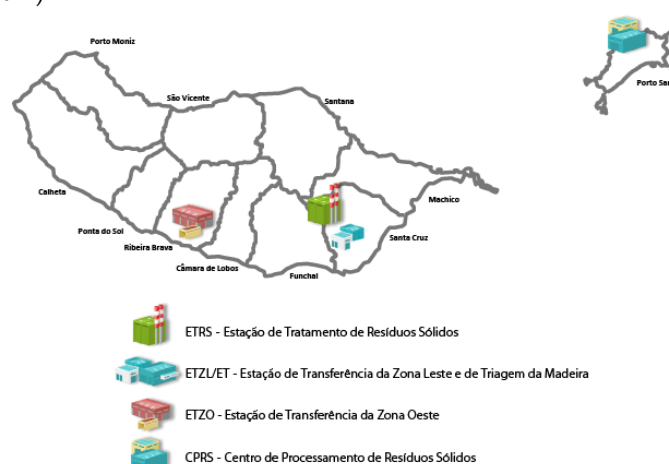 Porto Moniz
São Vicente
Santana
Porto
Calheta
Machico
Ponta do Sol
Santa Cruz
Ribeira Brava
Câmara de Lobos
Funchal
ETRS - Estação de Tratamento de Resíduos Sólidos
ETZL/ET - Estação de Transferência da Zona Leste e de Triagem da Madeira
ETZO - Estação de Transferência da Zona Oeste
CPRS - Centro de Processamento de Resíduos Sólidos